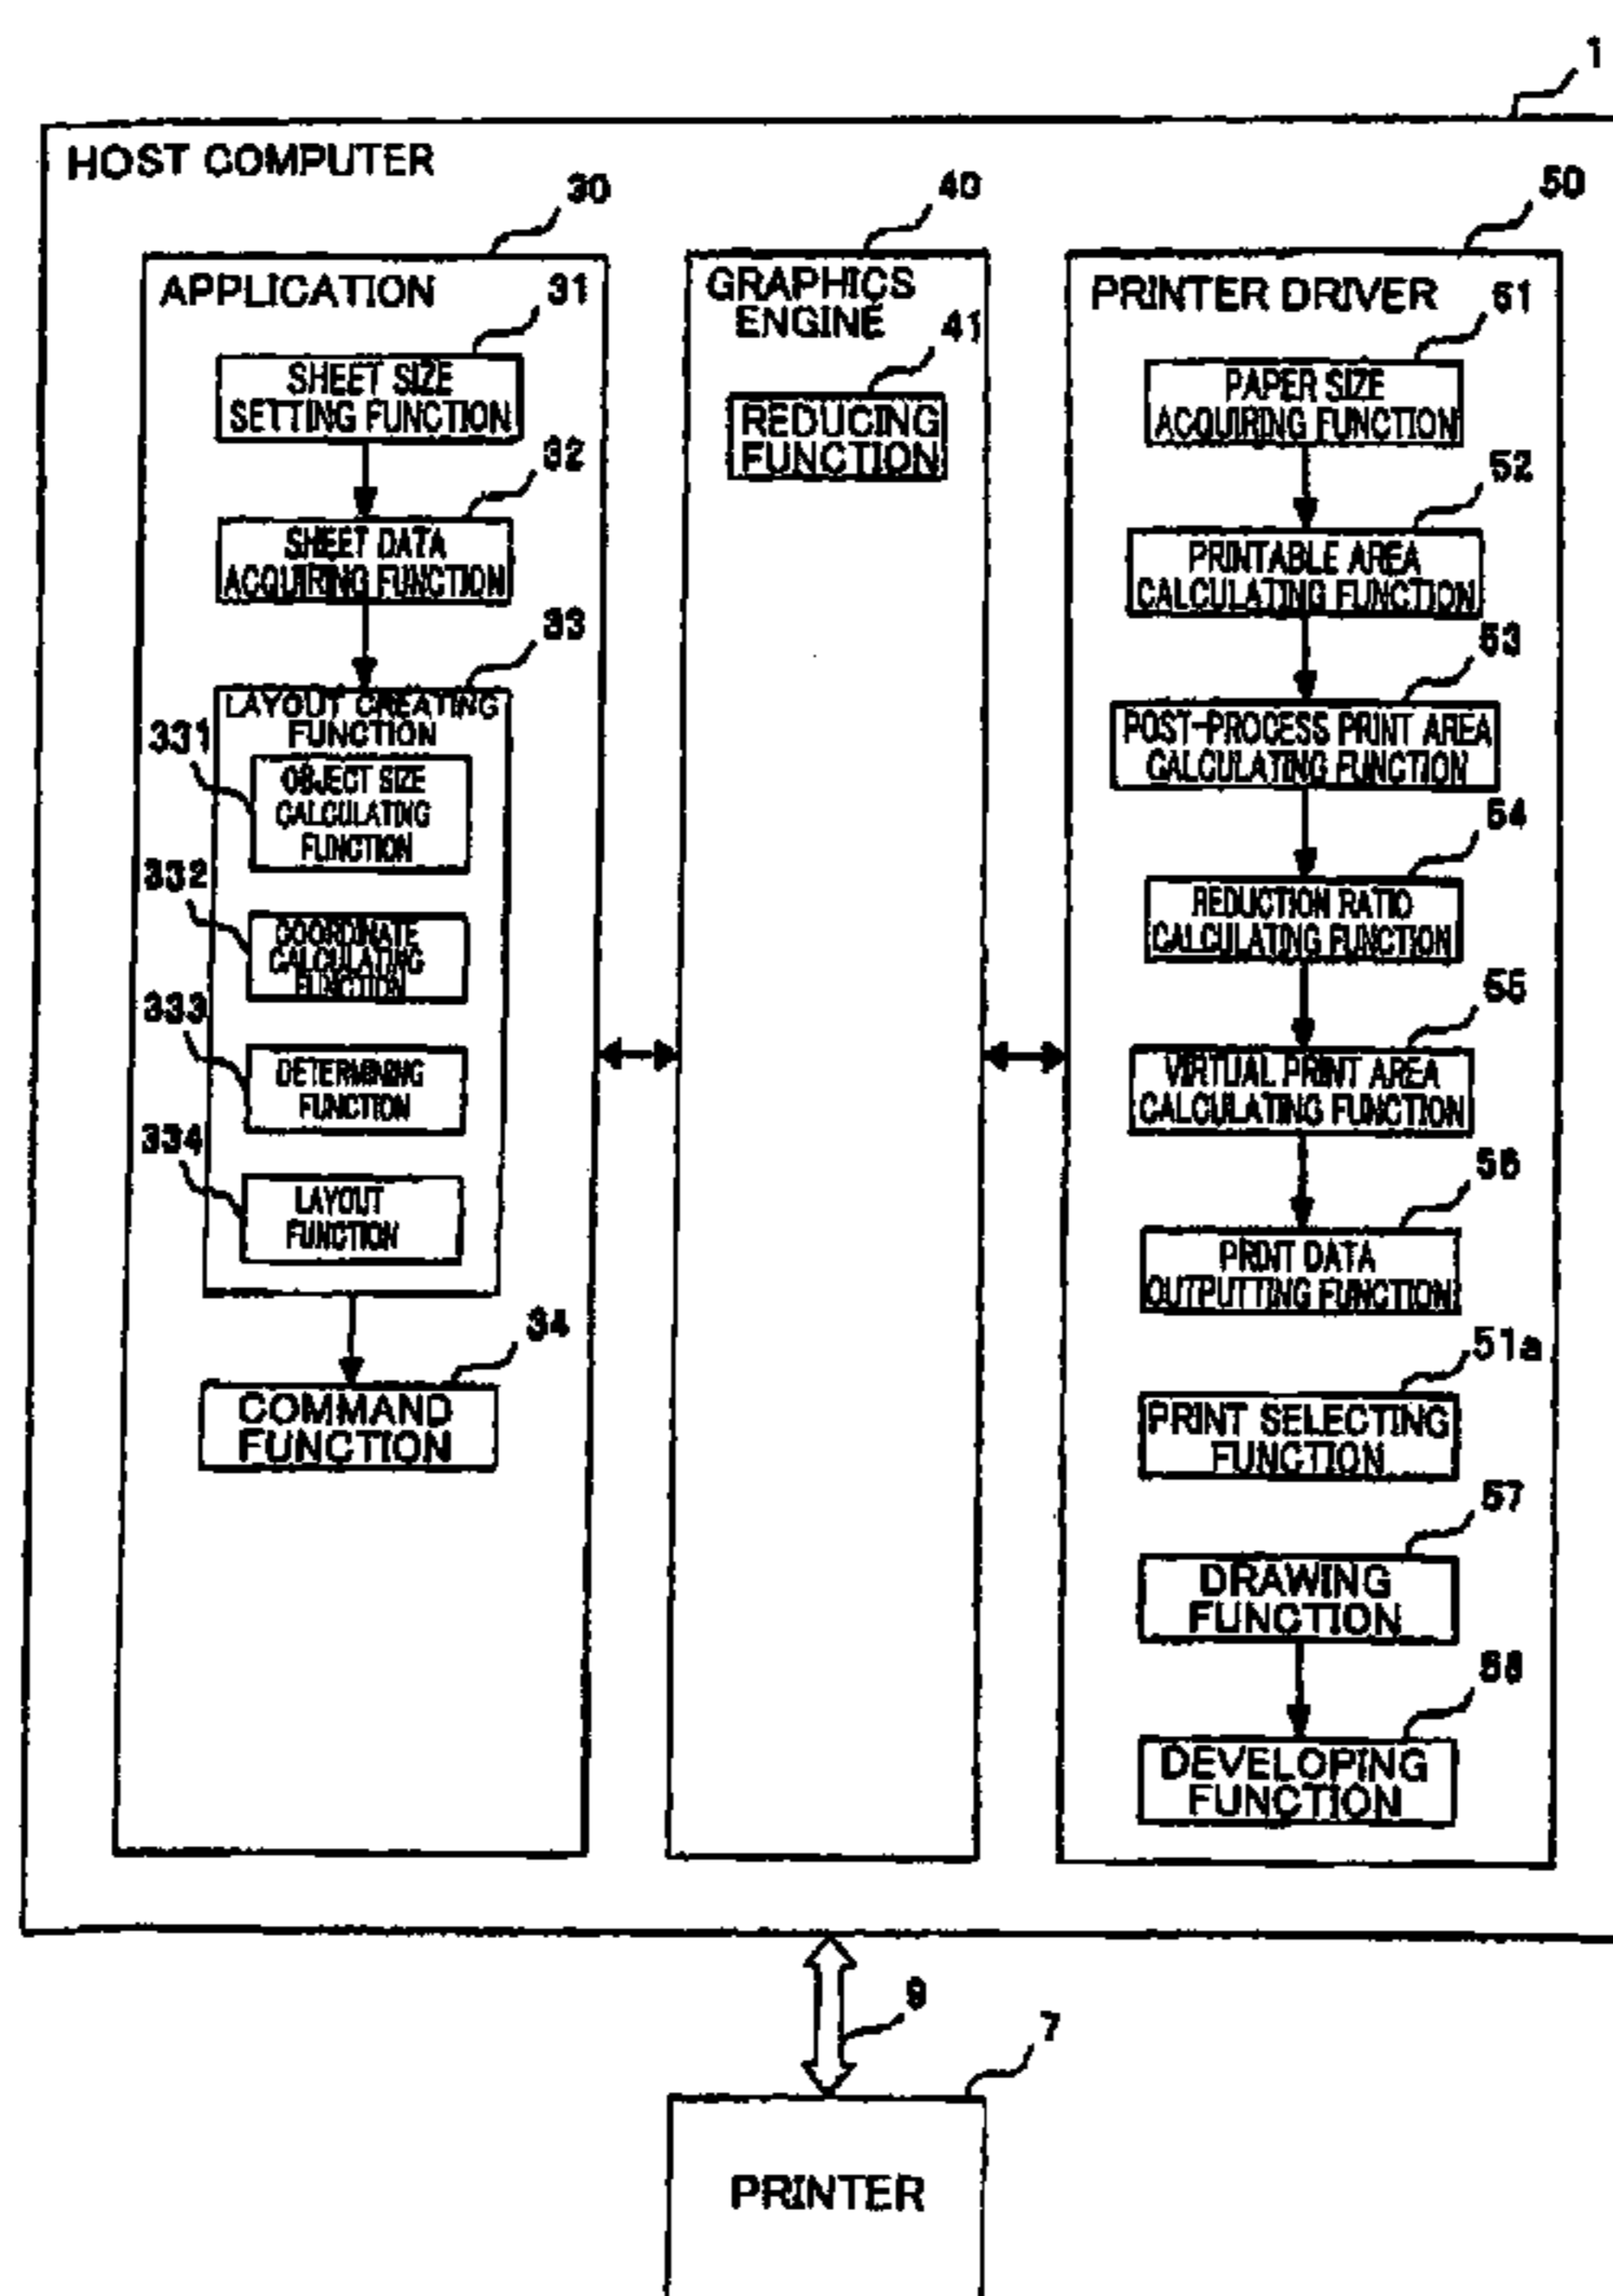 1
HOST COMPUTER
30
APPLICATION
31
SHEET SIZE
SETTING FUNCTION
32
SHEET DATA
ACQUIRING FUNCTION
33
LAYOUT CREATING
FUNCTION
331
OBJECT SIZE
CALCULATING
FUNCTION
332
COORDINATE
CALCULATING
FUNCTION
333
DETERMINING
FUNCTION
334
LAYOUT
FUNCTION
34
COMMAND
FUNCTION
40
GRAPHICS
ENGINE
41
REDUCING
FUNCTION
50
PRINTER DRIVER
51
PAPER SIZE
ACQUIRING FUNCTION
52
PRINTABLE AREA
CALCULATING FUNCTION
53
POST-PROCESS PRINT AREA
CALCULATING FUNCTION
54
REDUCTION RATIO
CALCULATING FUNCTION
55
VIRTUAL PRINT AREA
CALCULATING FUNCTION
56
PRINT DATA
OUTPUTTING FUNCTION
51a
PRINT SELECTING
FUNCTION
57
DRAWING
FUNCTION
58
DEVELOPING
FUNCTION
9
7
PRINTER